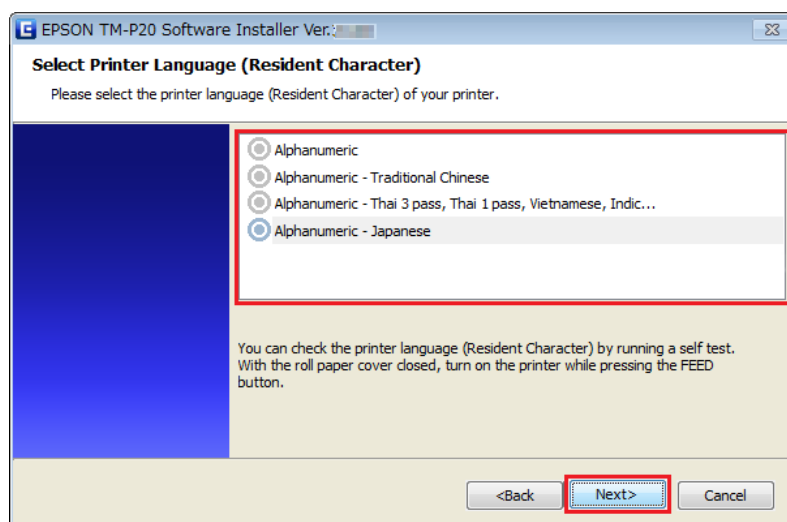 EPSON TM-P20 Software Installer Ver.
Select Printer Language (Resident Character)
Please select the printer language (Resident Character) of your printer.
Alphanumeric
Alphanumeric - Traditional Chinese
Alphanumeric - Thai 3 pass, Thai 1 pass, Vietnamese, Indic...
Alphanumeric - Japanese
You can check the printer language (Resident Character) by running a self test.
With the roll paper cover closed, turn on the printer while pressing the FEED
button.
<Back Next> Cancel